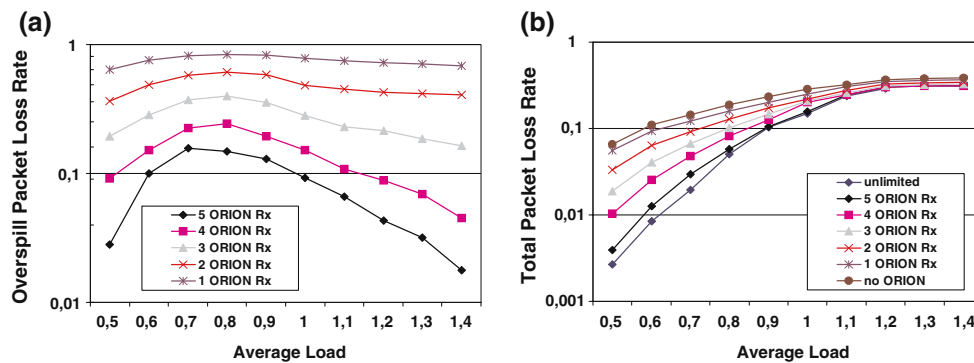 (a)
Overspill Packet Loss Rate
1
0,1
0,01
5 ORION Rx
4 ORION Rx
3 ORION Rx
2 ORION Rx
1 ORION Rx
0,5 0,6 0,7 0,8 0,9 1 1,1 1,2 1,3 1,4
Average Load
(b)
Total Packet Loss Rate
1
0,1
0,01
0,001
unlimited
5 ORION Rx
4 ORION Rx
3 ORION Rx
2 ORION Rx
1 ORION Rx
no ORION
0,5 0,6 0,7 0,8 0,9 1 1,1 1,2 1,3 1,4
Average Load